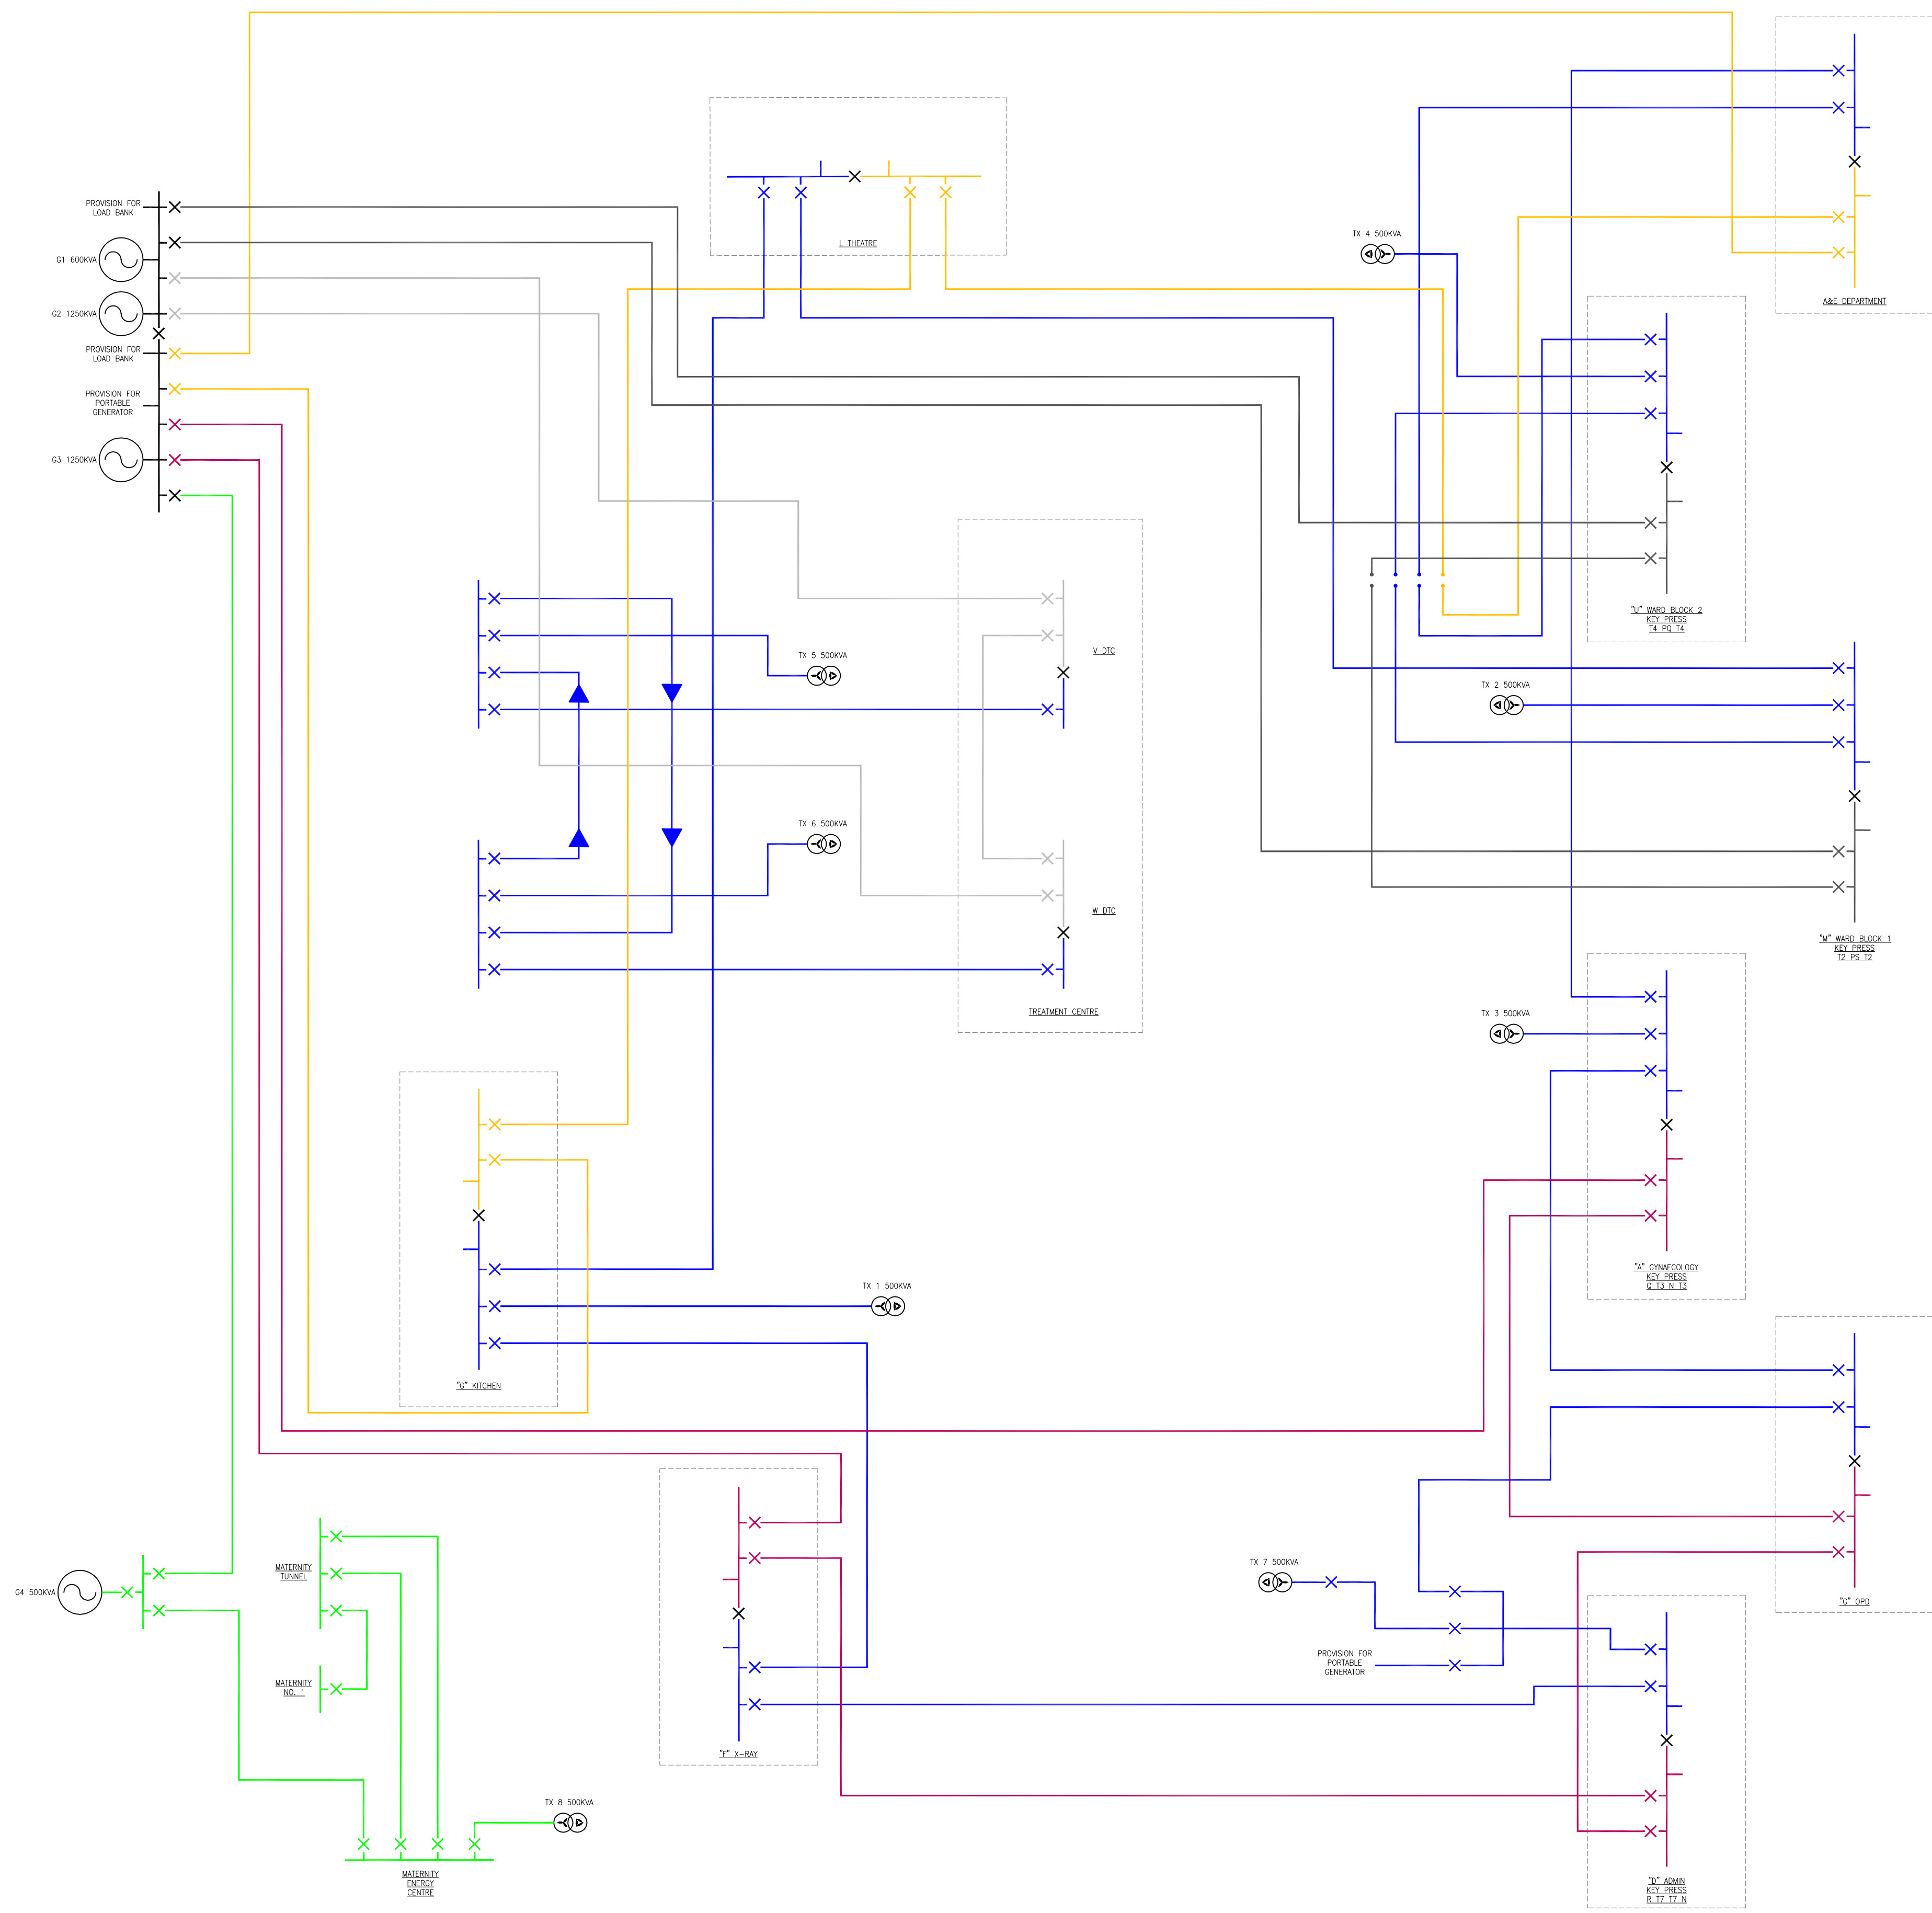 PROVISION FOR
LOAD BANK
G1 600KVA
G2 1250KVA
PROVISION FOR
LOAD BANK
PROVISION FOR
PORTABLE
GENERATOR
G3 1250KVA
L THEATRE
TX 4 500KVA
A&E DEPARTMENT
"U" WARD BLOCK 2
KEY PRESS
T4 PQ T4
TX 5 500KVA
V DTC
TX 2 500KVA
TX 6 500KVA
W DTC
TREATMENT CENTRE
"M" WARD BLOCK 1
KEY PRESS
T2 PS T2
TX 3 500KVA
"A" GYNAECOLOGY
KEY PRESS
Q T3 N T3
TX 1 500KVA
"G" KITCHEN
G4 500KVA
MATERNITY
TUNNEL
MATERNITY
NO. 1
TX 7 500KVA
PROVISION FOR
PORTABLE
GENERATOR
"G" OPD
"F" X-RAY
TX 8 500KVA
MATERNITY
ENERGY
CENTRE
"D" ADMIN
KEY PRESS
R T7 T7 N